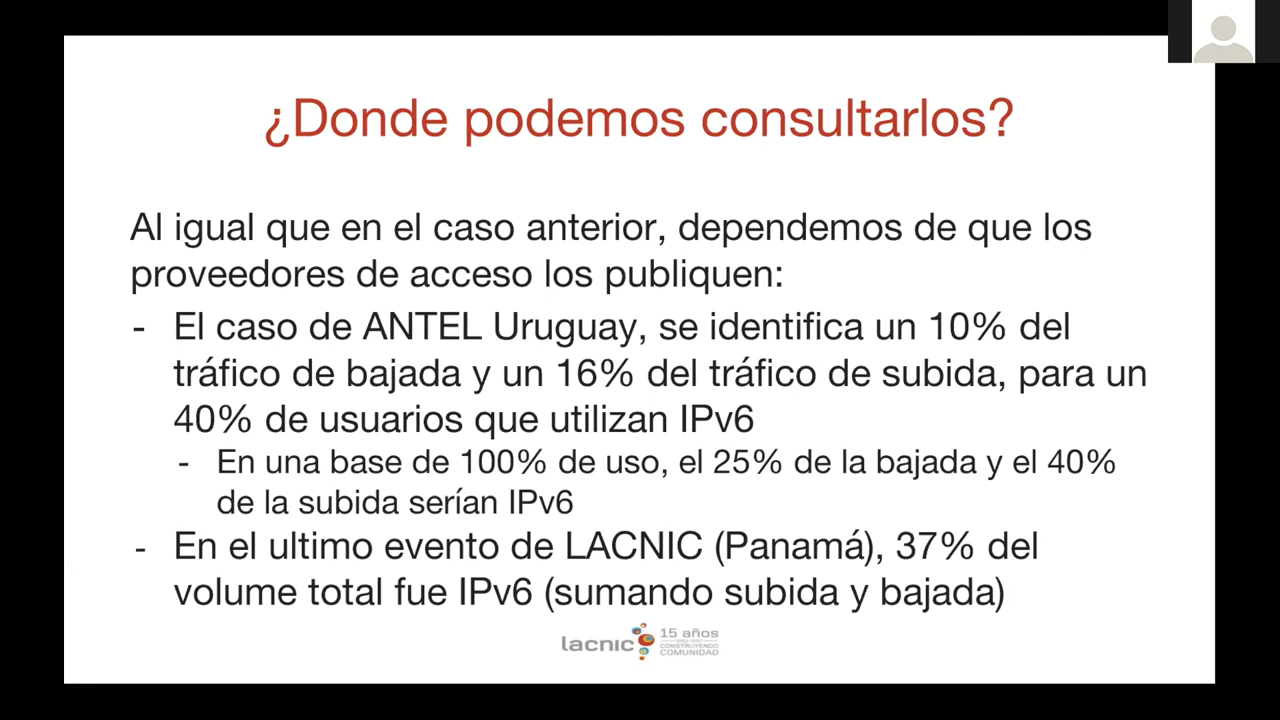 ¿Donde podemos consultarlos?
Al igual que en el caso anterior, dependemos de que los
proveedores de acceso los publiquen:
- El caso de ANTEL Uruguay, se identifica un 10% del
tráfico de bajada y un 16% del tráfico de subida, para un
40% de usuarios que utilizan IPv6
- En una base de 100% de uso, el 25% de la bajada y el 40%
de la subida serían IPv6
- En el ultimo evento de LACNIC (Panamá), 37% del
volume total fue IPv6 (sumando subida y bajada)
lacnic 15 años
CONSTRUYENDO
COMUNIDAD